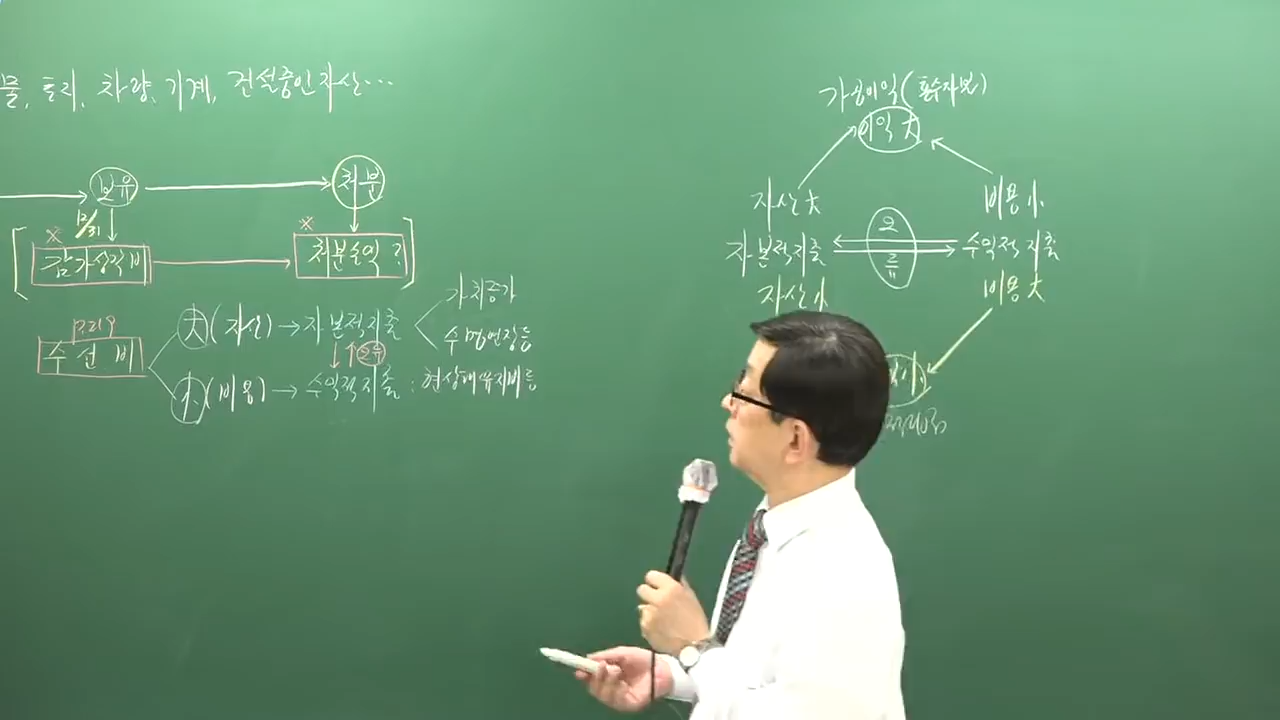 물, 토지, 차량, 기계, 건설중인자산...
보유
처분
12/31
※
※
감가상각비
처분손익?
P219
수선비
大(자산) → 자본적지출
가치증가
수명연장등
오류
小(비용) → 수익적지출 : 현상태유지비등
가공이익(혼수자본)
이익 大
자산 大
비용 小
자본적지출
오류
수익적지출
자산 小
비용 大
小